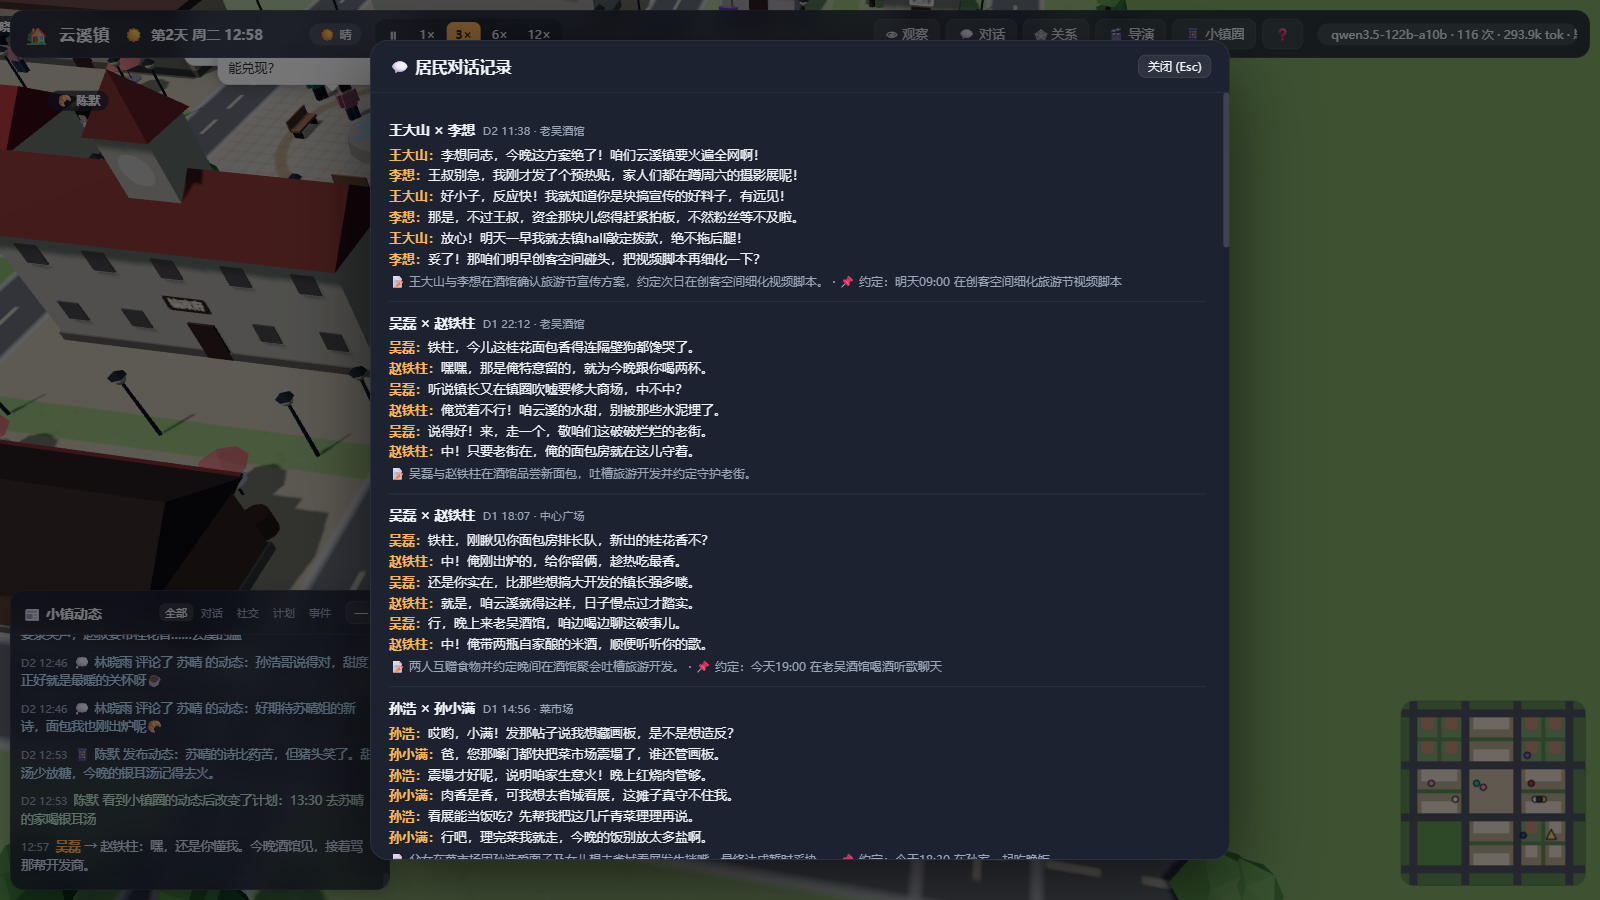 云溪镇 第2天 周二 12:58 晴
1× 3× 6× 12×
观察 对话 关系 导演 小镇圈 ?
qwen3.5-122b-a10b · 116 次 · 293.9k tok ·
能兑现?
陈默
居民对话记录
关闭 (Esc)
王大山 × 李想 D2 11:38 · 老吴酒馆
王大山: 李想同志，今晚这方案绝了！咱们云溪镇要火遍全网啊！
李想: 王叔别急，我刚才发了个预热贴，家人们都在蹲周六的摄影展呢！
王大山: 好小子，反应快！我就知道你是块搞宣传的好料子，有远见！
李想: 那是，不过王叔，资金那块儿您得赶紧拍板，不然粉丝等不及啦。
王大山: 放心！明天一早我就去镇hall敲定拨款，绝不拖后腿！
李想: 妥了！那咱们明早创客空间碰头，把视频脚本再细化一下？
王大山与李想在酒馆确认旅游节宣传方案，约定次日在创客空间细化视频脚本。 · 约定：明天09:00 在创客空间细化旅游节视频脚本
吴磊 × 赵铁柱 D1 22:12 · 老吴酒馆
吴磊: 铁柱，今儿这桂花面包香得连隔壁狗都馋哭了。
赵铁柱: 嘿嘿，那是俺特意留的，就为今晚跟你喝两杯。
吴磊: 听说镇长又在镇圈吹嘘要修大商场，中不中？
赵铁柱: 俺觉着不行！咱云溪的水甜，别被那些水泥埋了。
吴磊: 说得好！来，走一个，敬咱们这破破烂烂的老街。
赵铁柱: 中！只要老街在，俺的面包房就在这儿守着。
吴磊与赵铁柱在酒馆品尝新面包，吐槽旅游开发并约定守护老街。
吴磊 × 赵铁柱 D1 18:07 · 中心广场
吴磊: 铁柱，刚瞅见你面包房排长队，新出的桂花香不？
赵铁柱: 中！俺刚出炉的，给你留俩，趁热吃最香。
吴磊: 还是你实在，比那些想搞大开发的镇长强多喽。
赵铁柱: 就是，咱云溪就得这样，日子慢点过才踏实。
吴磊: 行，晚上来老吴酒馆，咱边喝边聊这破事儿。
赵铁柱: 中！俺带两瓶自家酿的米酒，顺便听听你的歌。
两人互赠食物并约定晚间在酒馆聚会吐槽旅游开发。 · 约定：今天19:00 在老吴酒馆喝酒听歌聊天
孙浩 × 孙小满 D1 14:56 · 菜市场
孙浩: 哎哟，小满！发那帖子说我想藏画板，是不是想造反？
孙小满: 爸，您那嗓门都快把菜市场震塌了，谁还管画板。
孙浩: 震塌才好呢，说明咱家生意火！晚上红烧肉管够。
孙小满: 肉香是香，可我想去省城看展，这摊子真守不住我。
孙浩: 看展能当饭吃？先帮我把这几斤青菜理理再说。
孙小满: 行吧，理完菜我就走，今晚的饭别放太多盐啊。
镇政府
小镇动态 全部 对话 社交 计划 事件 —
D2 12:46 林晓雨 评论了 苏晴 的动态：孙浩哥说得对，甜度
正好就是最暖的关怀呀
D2 12:46 林晓雨 评论了 苏晴 的动态：好期待苏晴姐的新
诗，面包我也刚出炉呢
D2 12:53 陈默 发布动态：苏晴的诗比药苦，但猪头笑了。甜
汤少放糖，今晚的银耳汤记得去火。
D2 12:53 陈默 看到小镇圈的动态后改变了计划：13:30 去苏晴
的家喝银耳汤
12:57 吴磊 → 赵铁柱：嘿，还是你懂我。今晚酒馆见，接着骂
那帮开发商。